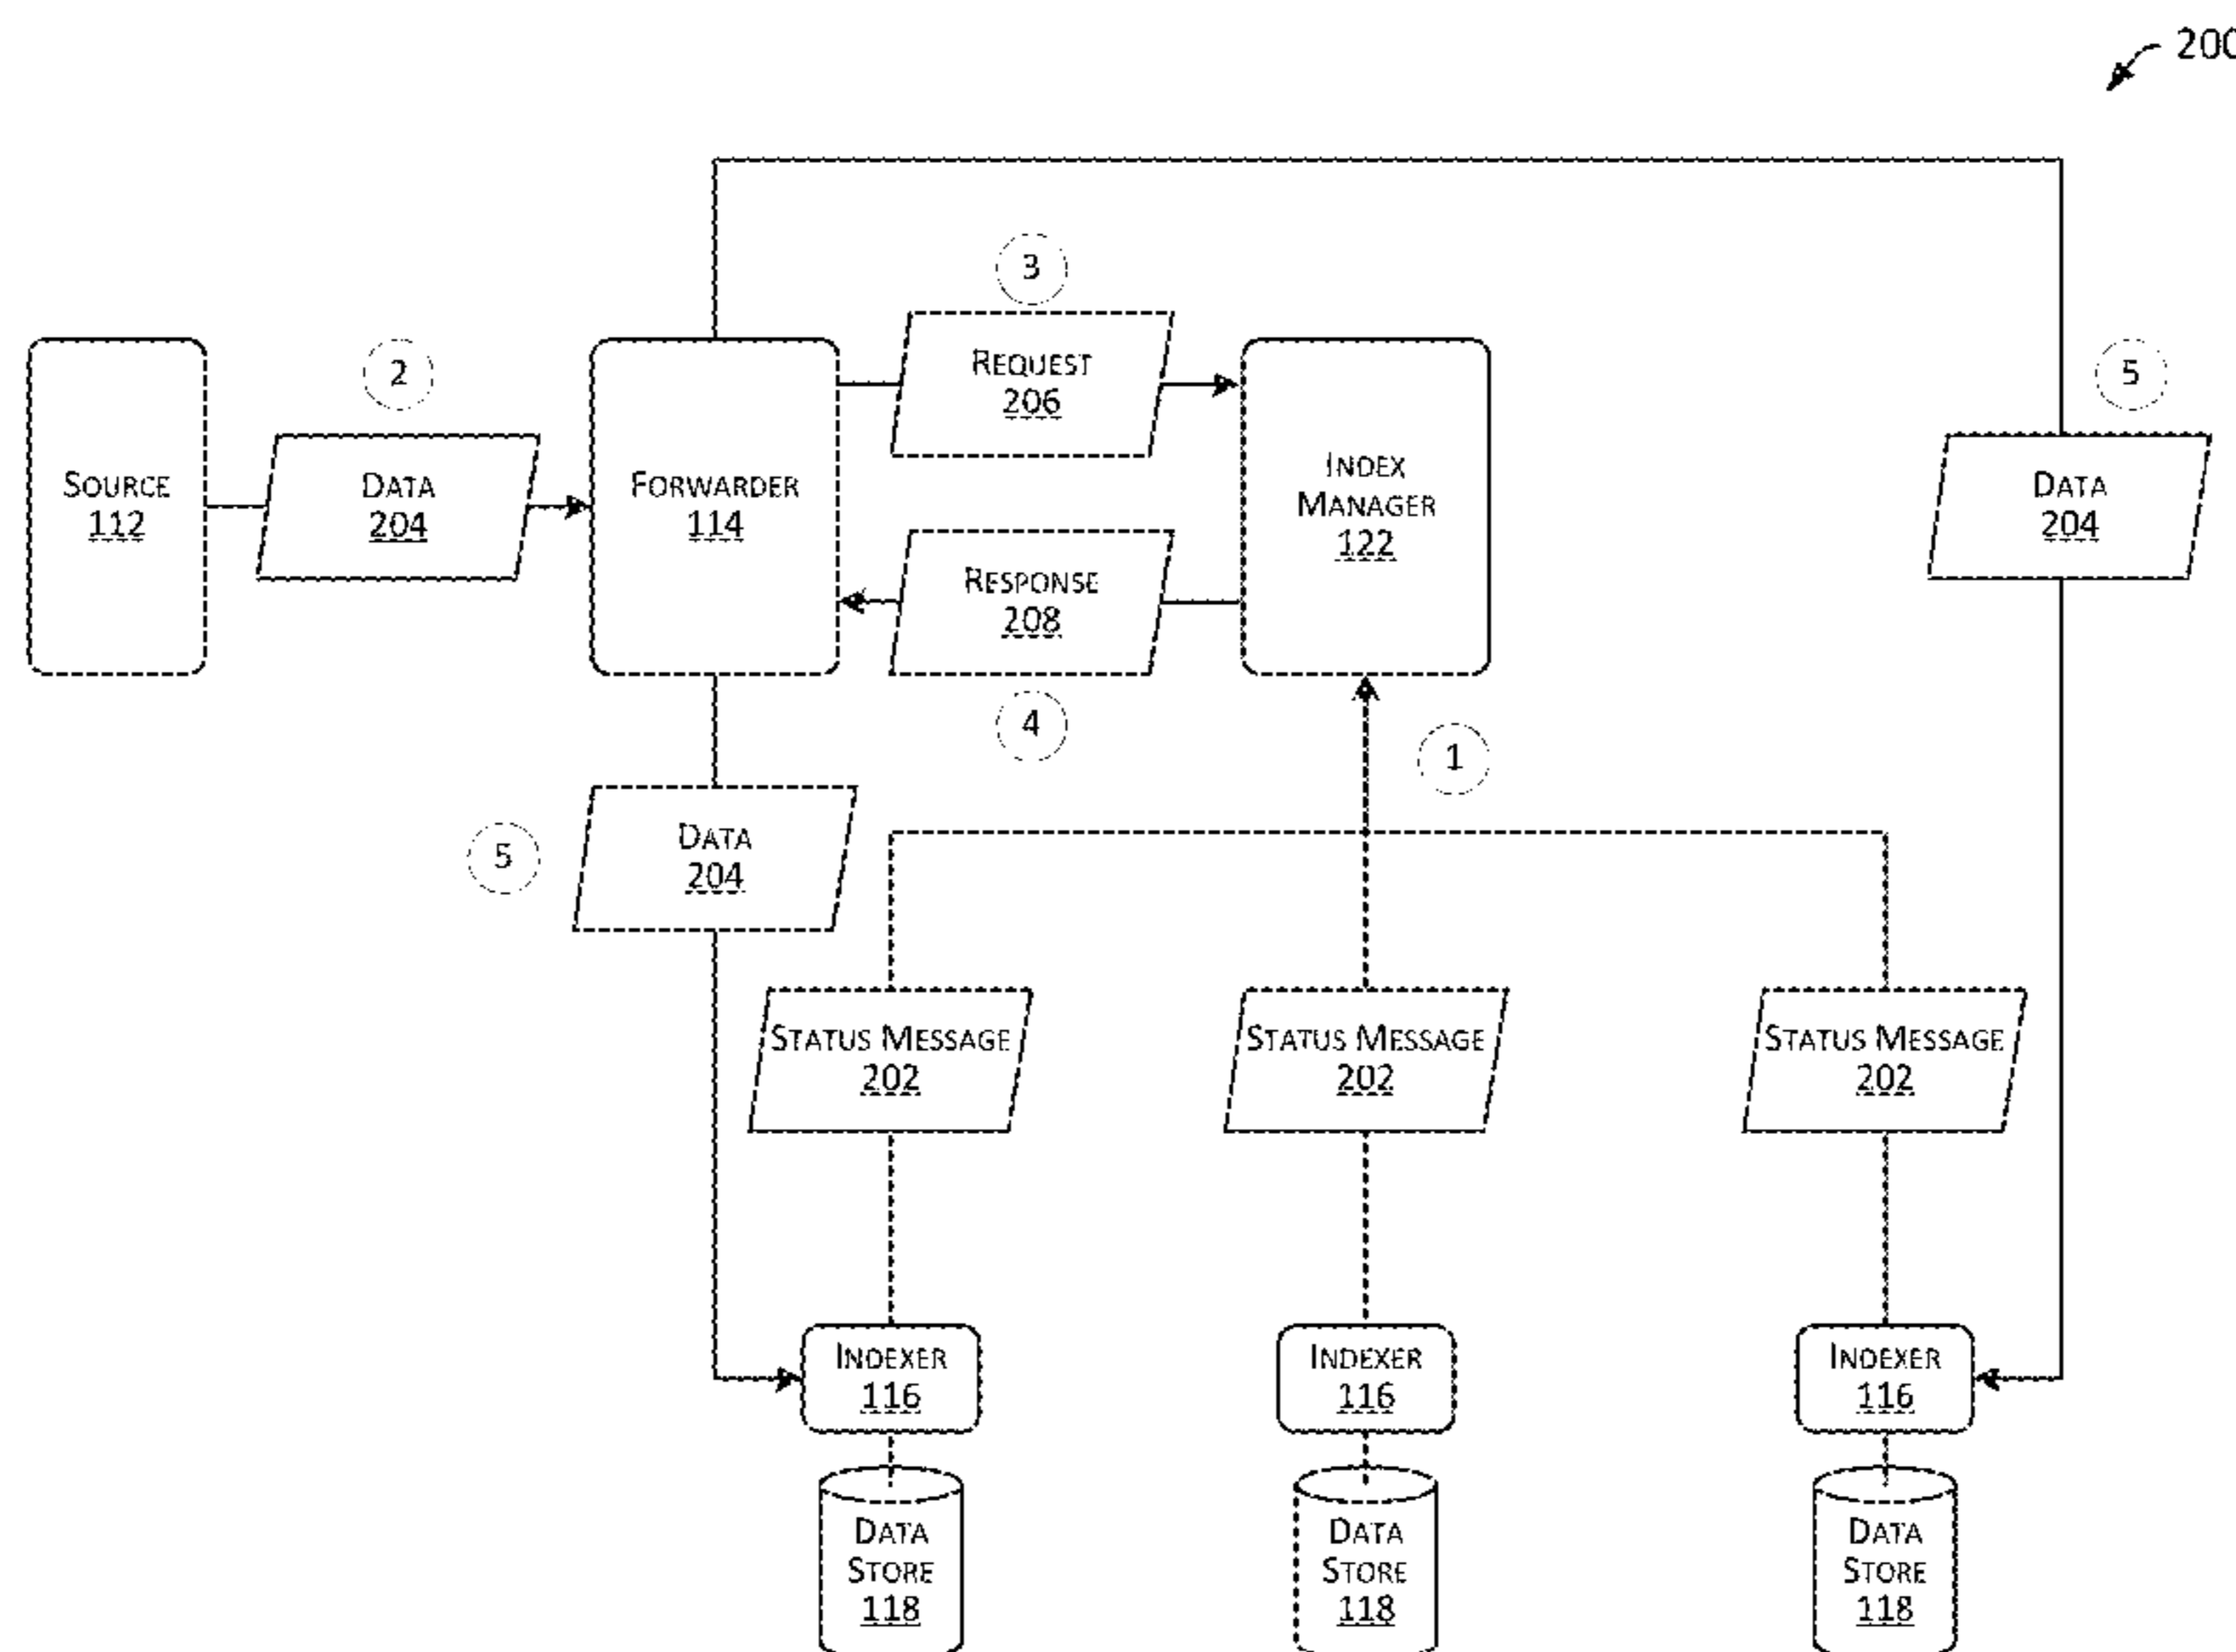 200
3
2
5
REQUEST
206
SOURCE
112
DATA
204
FORWARDER
114
INDEX
MANAGER
122
DATA
204
RESPONSE
208
4
1
5
DATA
204
STATUS MESSAGE
202
STATUS MESSAGE
202
STATUS MESSAGE
202
INDEXER
116
INDEXER
116
INDEXER
116
DATA
STORE
118
DATA
STORE
118
DATA
STORE
118